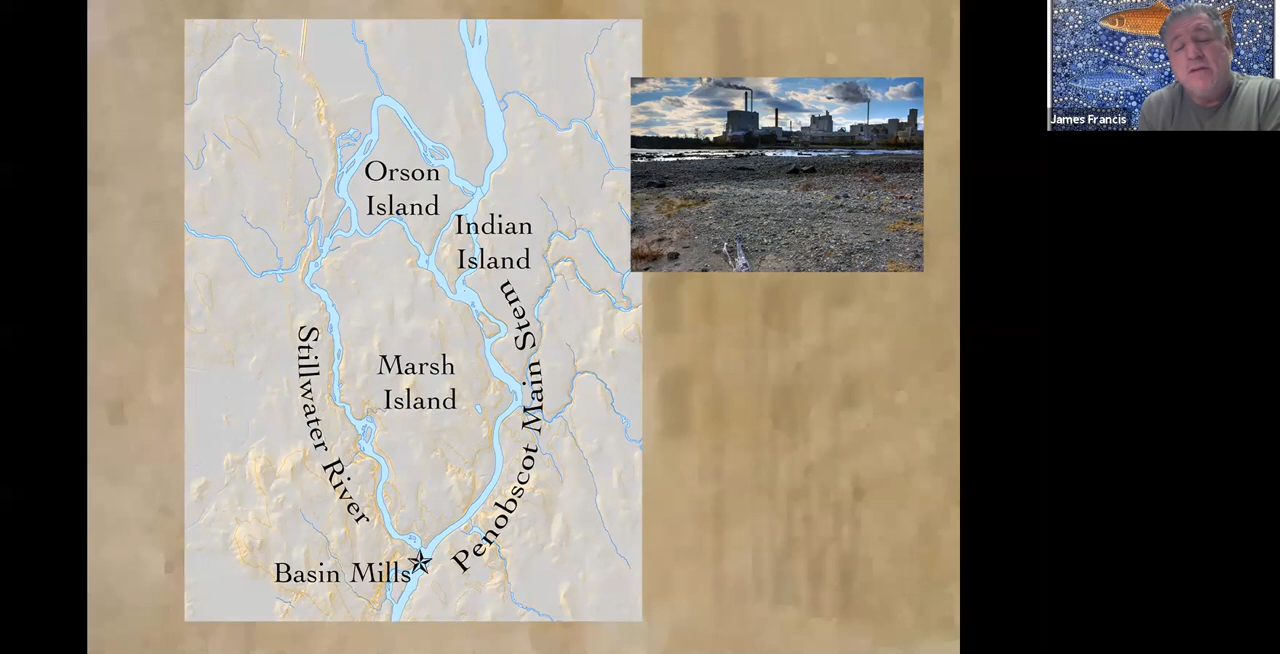 Orson
Island
Indian
Island
Marsh
Island
Stillwater River
Penobscot Main Stem
Basin Mills
James Francis